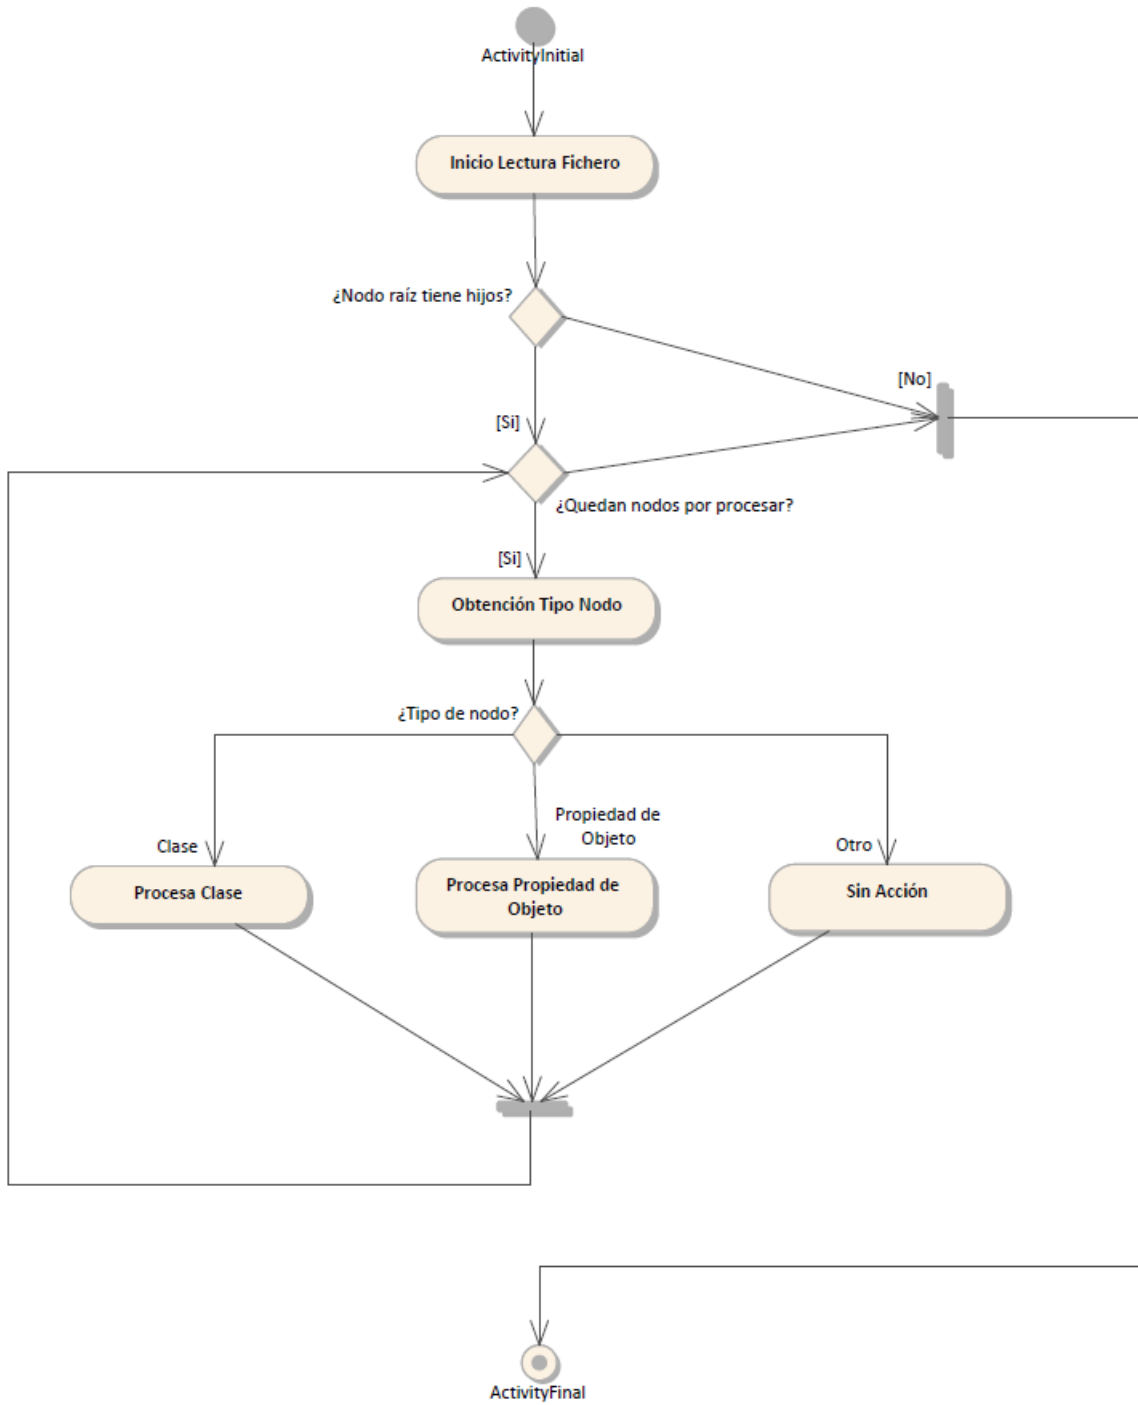 ActivityInitial
Inicio Lectura Fichero
¿Nodo raíz tiene hijos?
[No]
[Si]
¿Quedan nodos por procesar?
[Si]
Obtención Tipo Nodo
¿Tipo de nodo?
Propiedad de
Objeto
Clase
Otro
Procesa Clase
Procesa Propiedad de
Objeto
Sin Acción
ActivityFinal